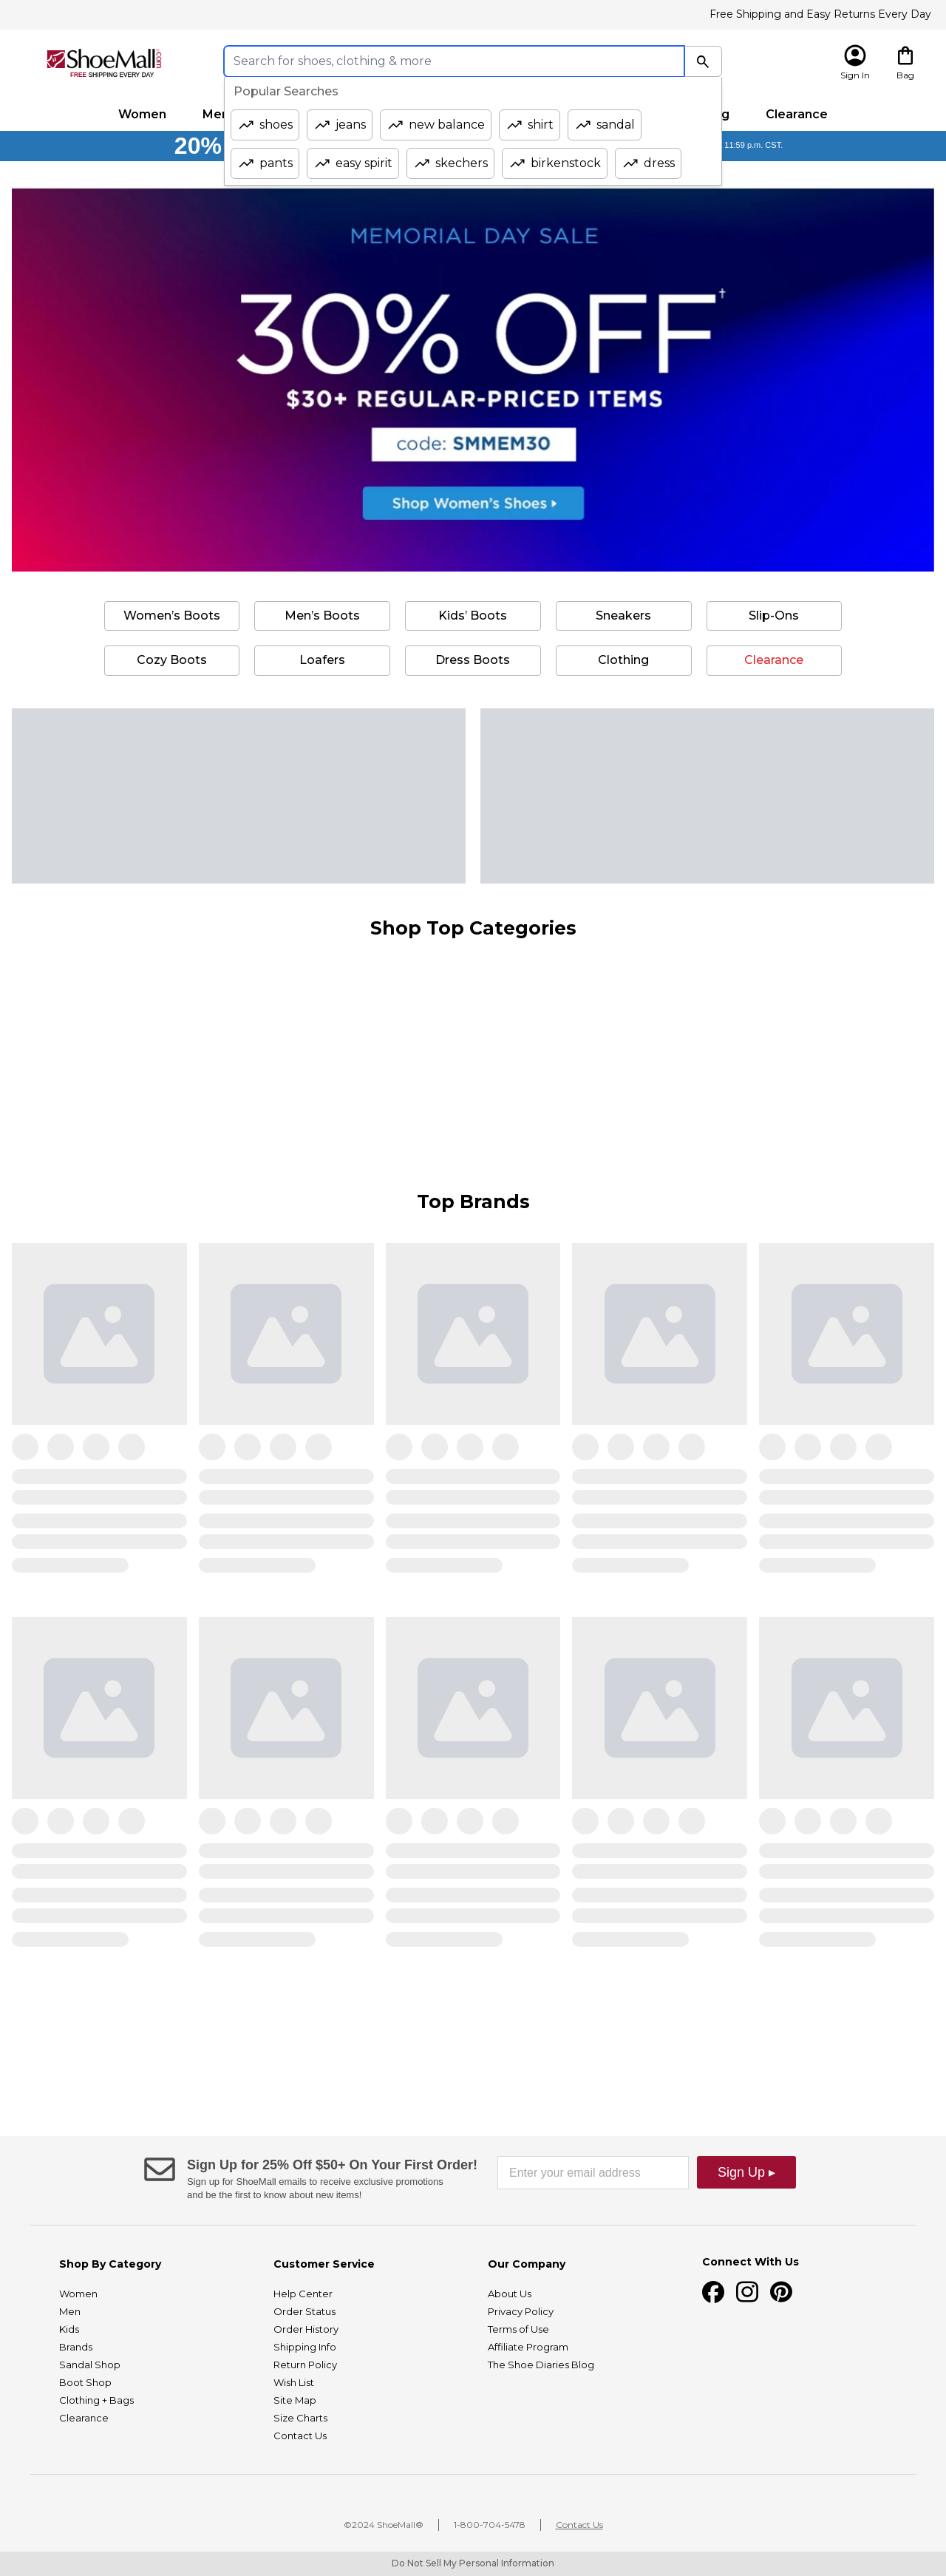 Free Shipping and Easy Returns Every Day
ShoeMall.com
FREE SHIPPING EVERY DAY
Search for shoes, clothing & more
Sign In
Bag
Popular Searches
shoes
jeans
new balance
shirt
sandal
pants
easy spirit
skechers
birkenstock
dress
Women
Clearance
20%
11:59 p.m. CST.
MEMORIAL DAY SALE
30% OFF†
$30+ REGULAR-PRICED ITEMS
code: SMMEM30
Shop Women's Shoes ▸
Women’s Boots
Men’s Boots
Kids’ Boots
Sneakers
Slip-Ons
Cozy Boots
Loafers
Dress Boots
Clothing
Clearance
Shop Top Categories
Top Brands
Sign Up for 25% Off $50+ On Your First Order!
Sign up for ShoeMall emails to receive exclusive promotions
and be the first to know about new items!
Enter your email address
Sign Up ▸
Shop By Category
Women
Men
Kids
Brands
Sandal Shop
Boot Shop
Clothing + Bags
Clearance
Customer Service
Help Center
Order Status
Order History
Shipping Info
Return Policy
Wish List
Site Map
Size Charts
Contact Us
Our Company
About Us
Privacy Policy
Terms of Use
Affiliate Program
The Shoe Diaries Blog
Connect With Us
©2024 ShoeMall®
1-800-704-5478
Contact Us
Do Not Sell My Personal Information